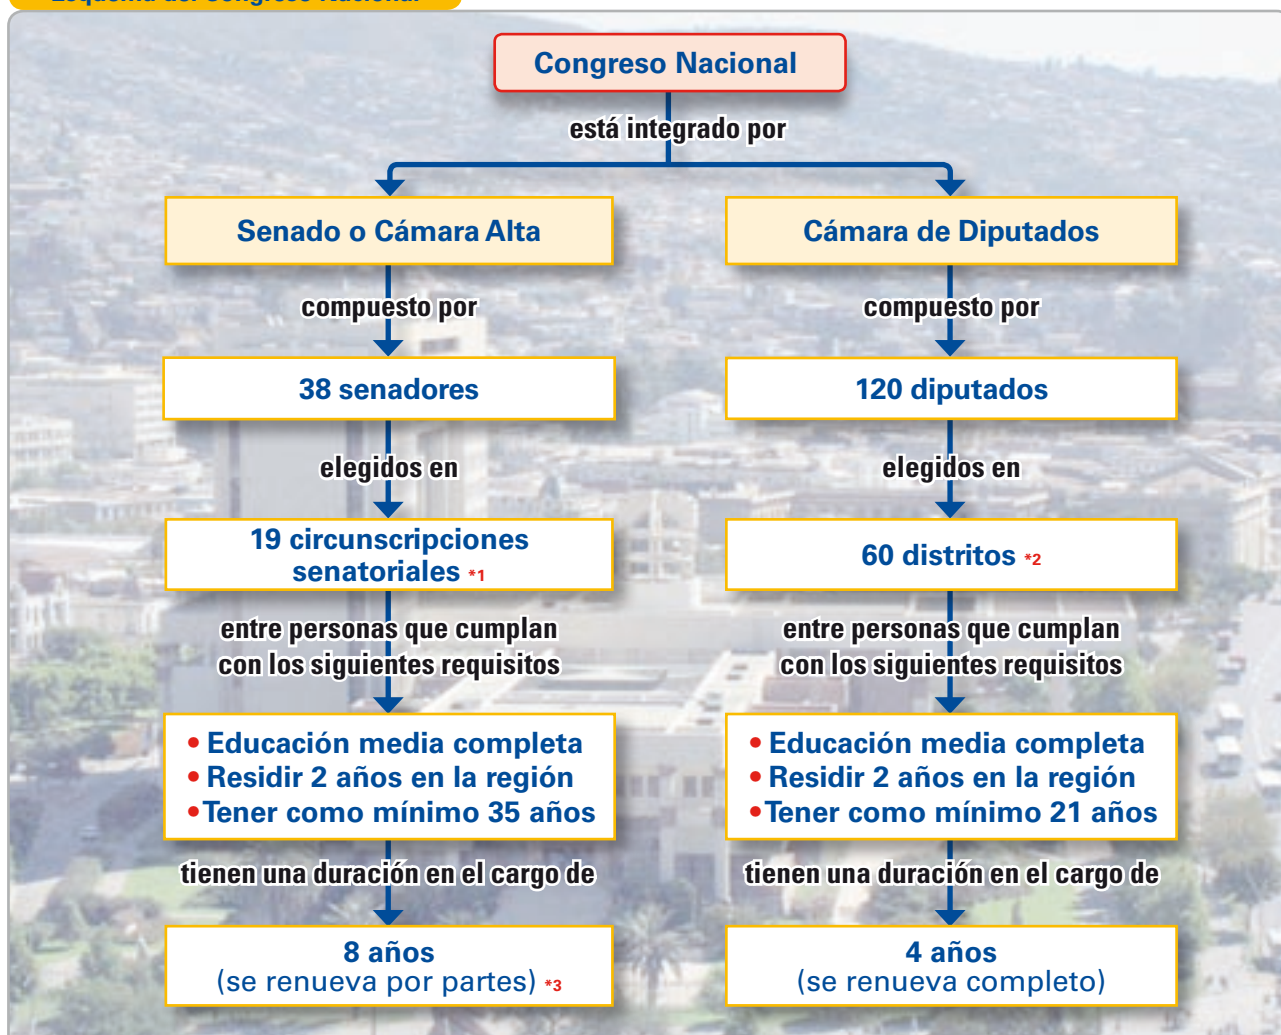 Esquema del Congreso Nacional
Congreso Nacional
está integrado por
Senado o Cámara Alta
Cámara de Diputados
compuesto por
compuesto por
38 senadores
120 diputados
elegidos en
elegidos en
19 circunscripciones
senatoriales *1
60 distritos *2
entre personas que cumplan
con los siguientes requisitos
entre personas que cumplan
con los siguientes requisitos
• Educación media completa
• Residir 2 años en la región
• Tener como mínimo 35 años
• Educación media completa
• Residir 2 años en la región
• Tener como mínimo 21 años
tienen una duración en el cargo de
tienen una duración en el cargo de
8 años
(se renueva por partes) *3
4 años
(se renueva completo)